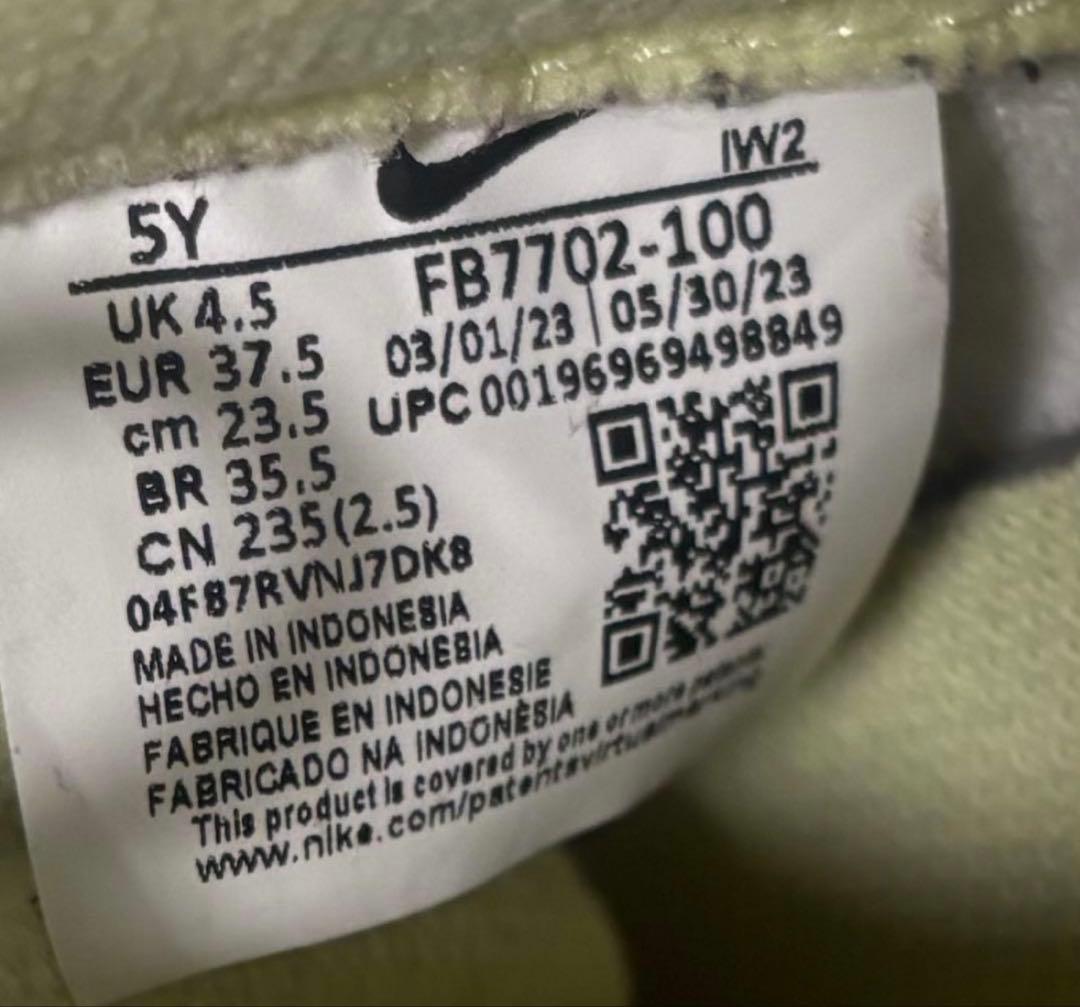 5Y
IW2
UK 4.5
EUR 37.5
cm 23.5
BR 35.5
CN 235(2.5)
FB7702-100
03/01/23 | 05/30/23
UPC 00196969498849
04F87RVNJ7DK8
MADE IN INDONESIA
HECHO EN INDONESIA
FABRIQUE EN INDONESIE
FABRICADO NA INDONÈSIA
This product is covered by one or more patents
www.nike.com/patentsvirtualmarking